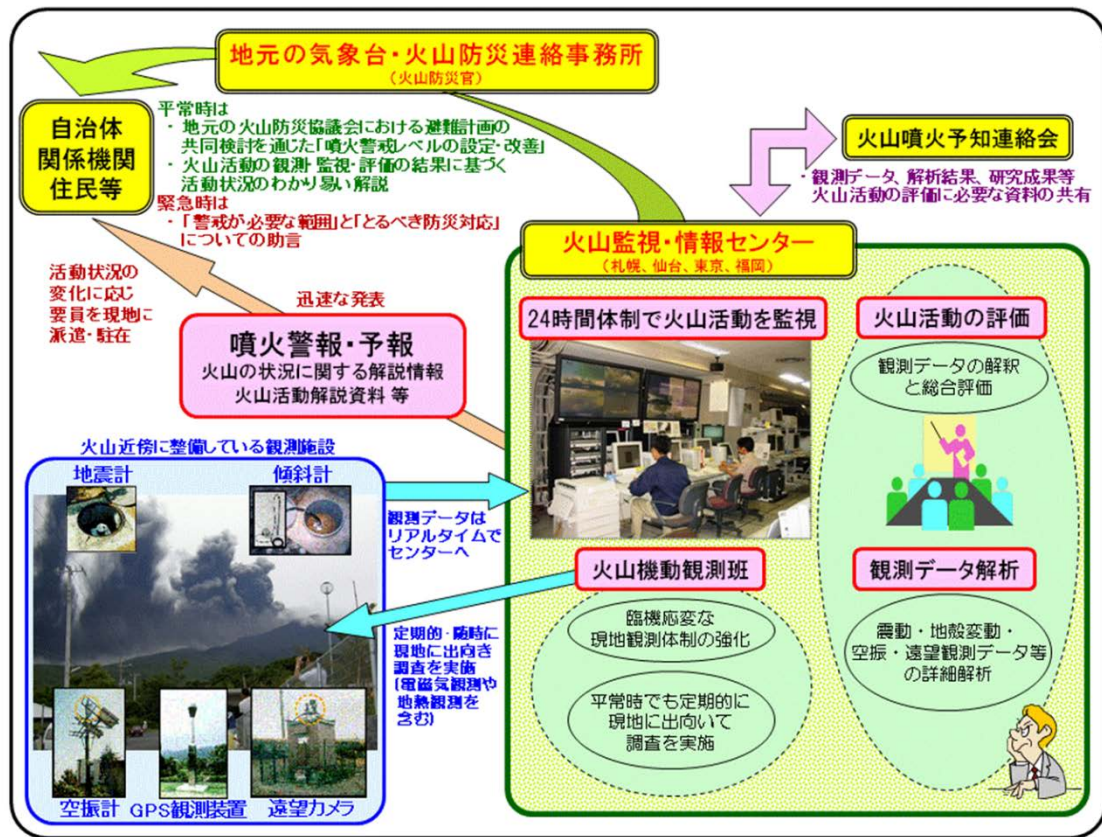 地元の気象台・火山防災連絡事務所
（火山防災官）
自治体
関係機関
住民等
平常時は
・ 地元の火山防災協議会における避難計画の
共同検討を通じた「噴火警戒レベルの設定・改善」
・ 火山活動の観測・監視・評価の結果に基づく
活動状況のわかり易い解説
緊急時は
・「警戒が必要な範囲」と「とるべき防災対応」
についての助言
火山噴火予知連絡会
・観測データ、解析結果、研究成果等
火山活動の評価に必要な資料の共有
活動状況の
変化に応じ
要員を現地に
派遣・駐在
迅速な発表
噴火警報・予報
火山の状況に関する解説情報
火山活動解説資料 等
火山監視・情報センター
（札幌、仙台、東京、福岡）
24時間体制で火山活動を監視
火山活動の評価
観測データの解釈
と総合評価
火山近傍に整備している観測施設
地震計
傾斜計
観測データは
リアルタイムで
センターへ
火山機動観測班
臨機応変な
現地観測体制の強化
平常時でも定期的に
現地に出向いて
調査を実施
観測データ解析
震動・地殻変動・
空振・遠望観測データ等
の詳細解析
定期的・随時に
現地に出向き
調査を実施
(電磁気観測や
地熱観測を
含む)
空振計
GPS観測装置
遠望カメラ